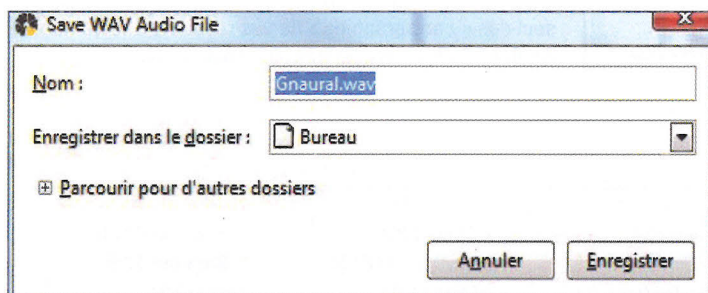 Save WAV Audio File
Nom :
Gnaural.wav
Enregistrer dans le dossier :
Bureau
Parcourir pour d'autres dossiers
Annuler
Enregistrer